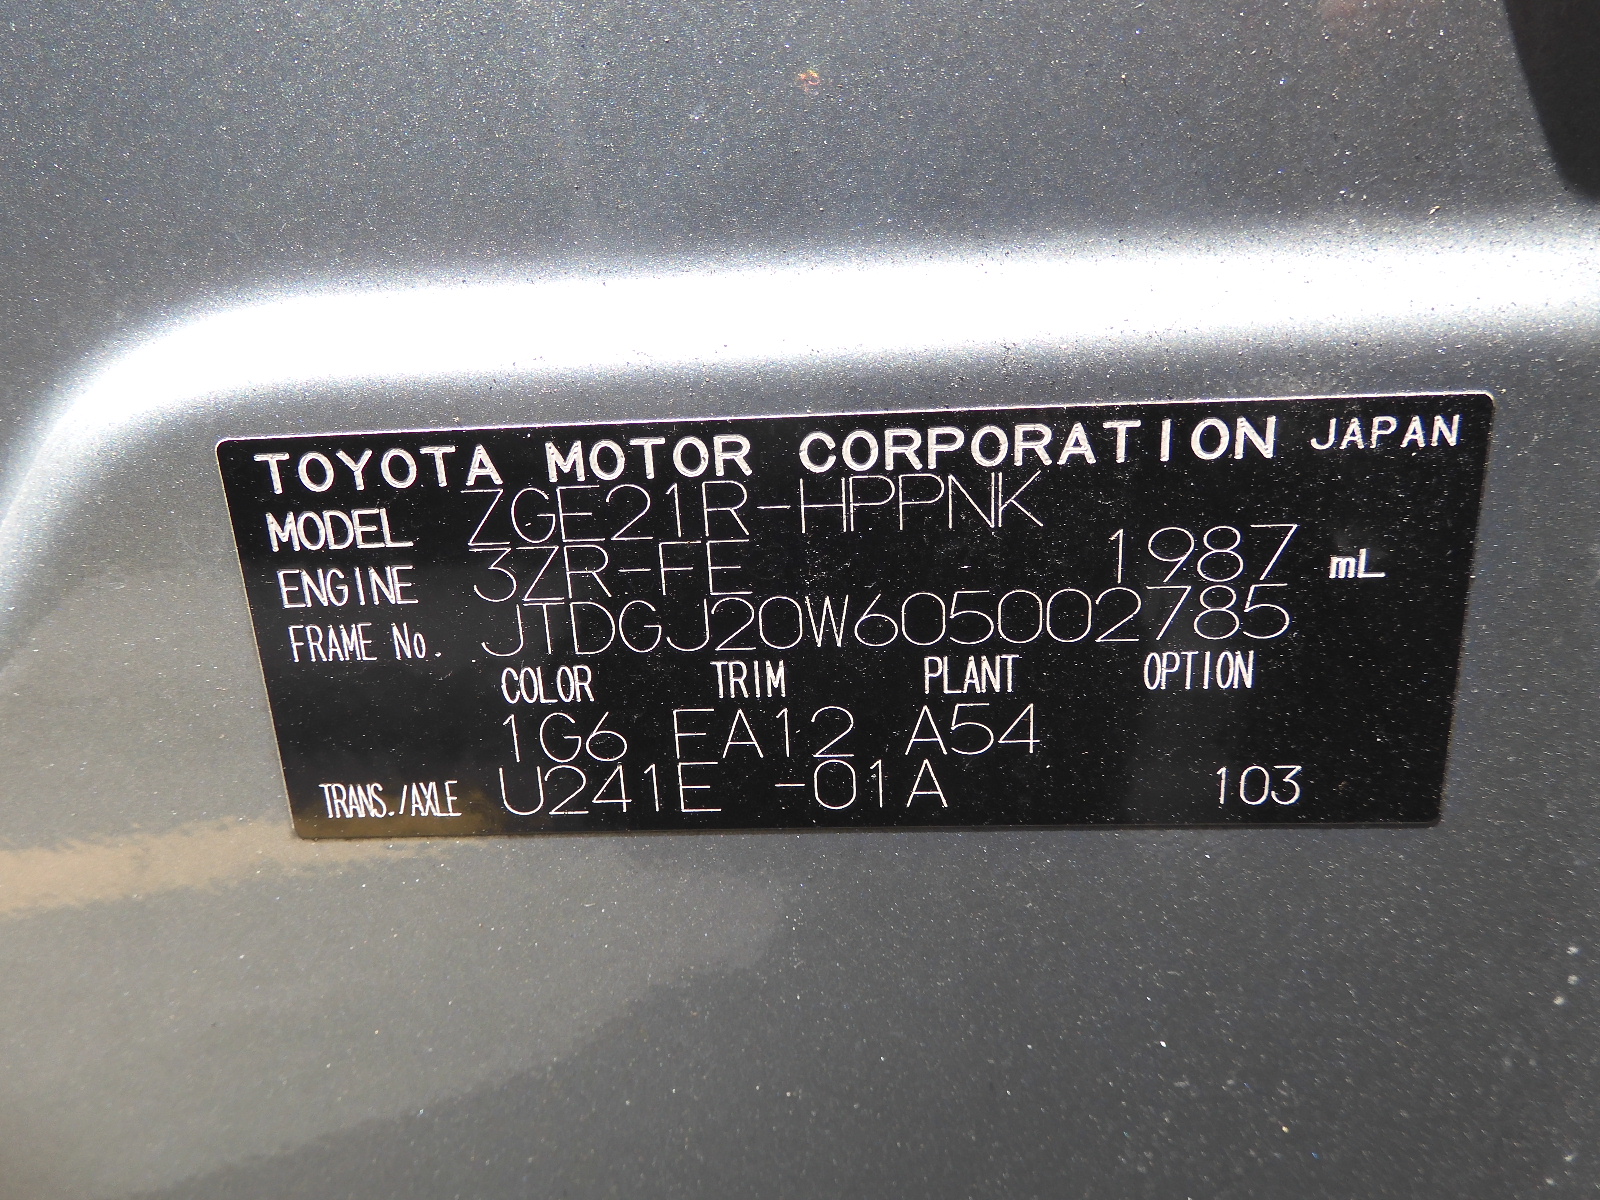 TOYOTA MOTOR CORPORATION JAPAN
MODEL ZGE21R-HPPNK
ENGINE 3ZR-FE 1987 mL
FRAME No. JTDGJ20W605002785
COLOR TRIM PLANT OPTION
1G6 FA12 A54
TRANS./AXLE U241E -01A 103